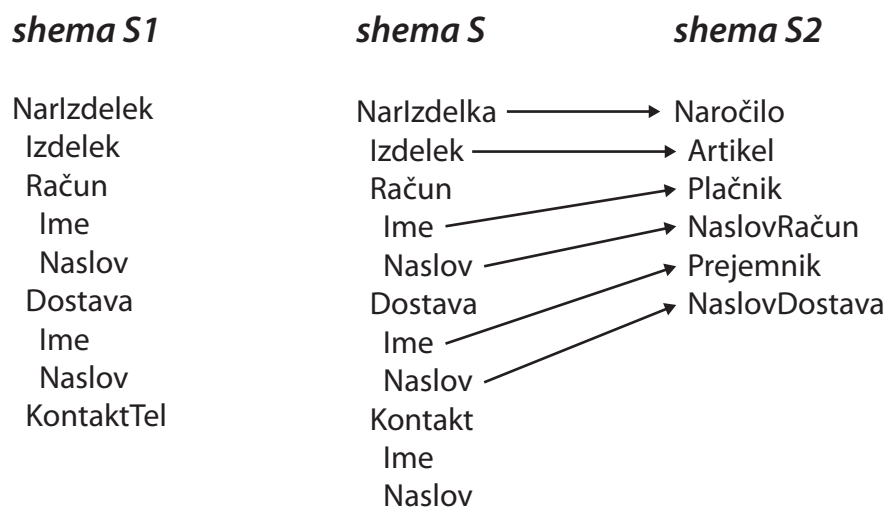 shema S1
NarIzdelek
Izdelek
Račun
Ime
Naslov
Dostava
Ime
Naslov
KontaktTel
shema S
NarIzdelka
Izdelek
Račun
Ime
Naslov
Dostava
Ime
Naslov
Kontakt
Ime
Naslov
shema S2
Naročilo
Artikel
Plačnik
NaslovRačun
Prejemnik
NaslovDostava